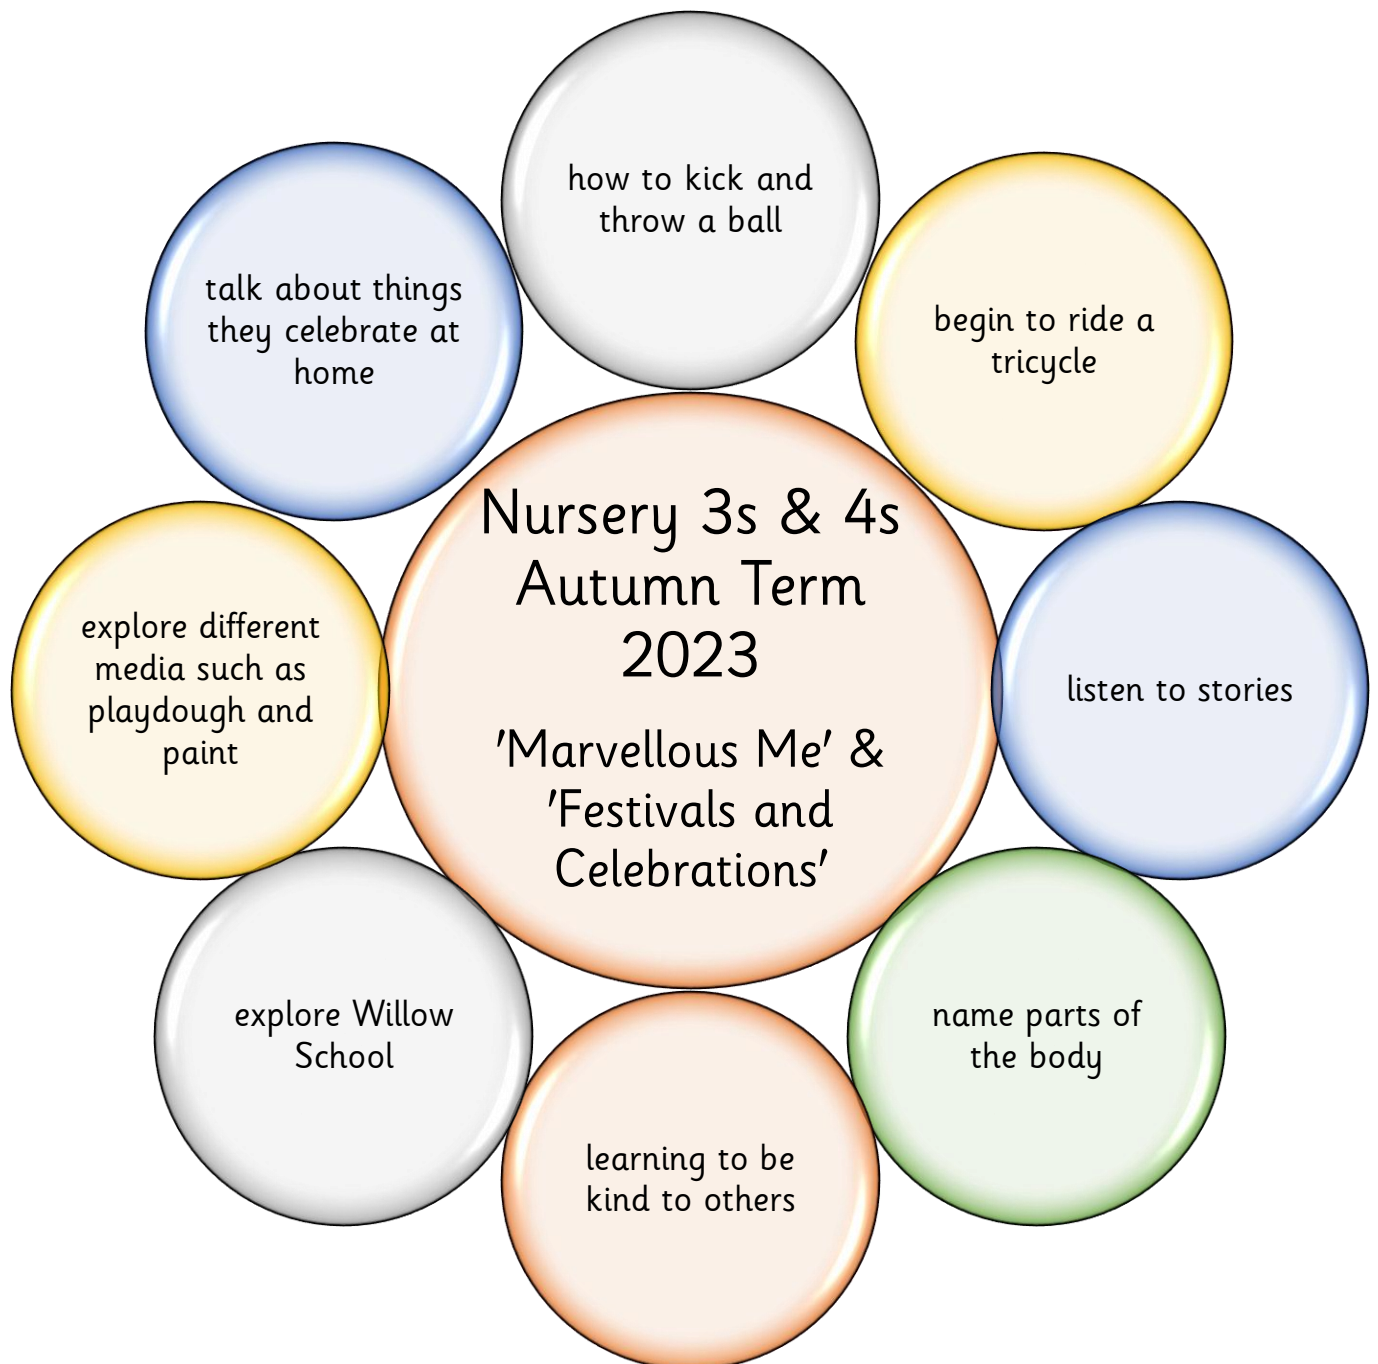 how to kick and
throw a ball
begin to ride a
tricycle
listen to stories
name parts of
the body
learning to be
kind to others
explore Willow
School
explore different
media such as
playdough and
paint
talk about things
they celebrate at
home
Nursery 3s & 4s
Autumn Term
2023
'Marvellous Me' &
'Festivals and
Celebrations'